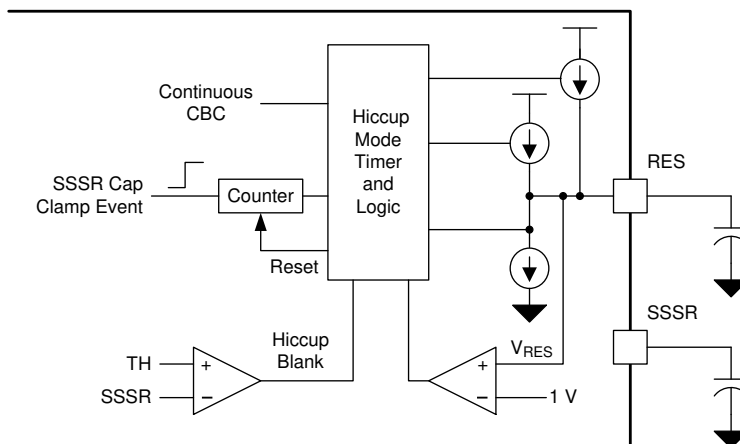 Continuous
CBC
Hiccup
Mode
Timer
and
Logic
RES
SSSR Cap
Clamp Event
Counter
Reset
SSSR
Hiccup
Blank
TH
+
SSSR
−
V_RES
+
−
1 V